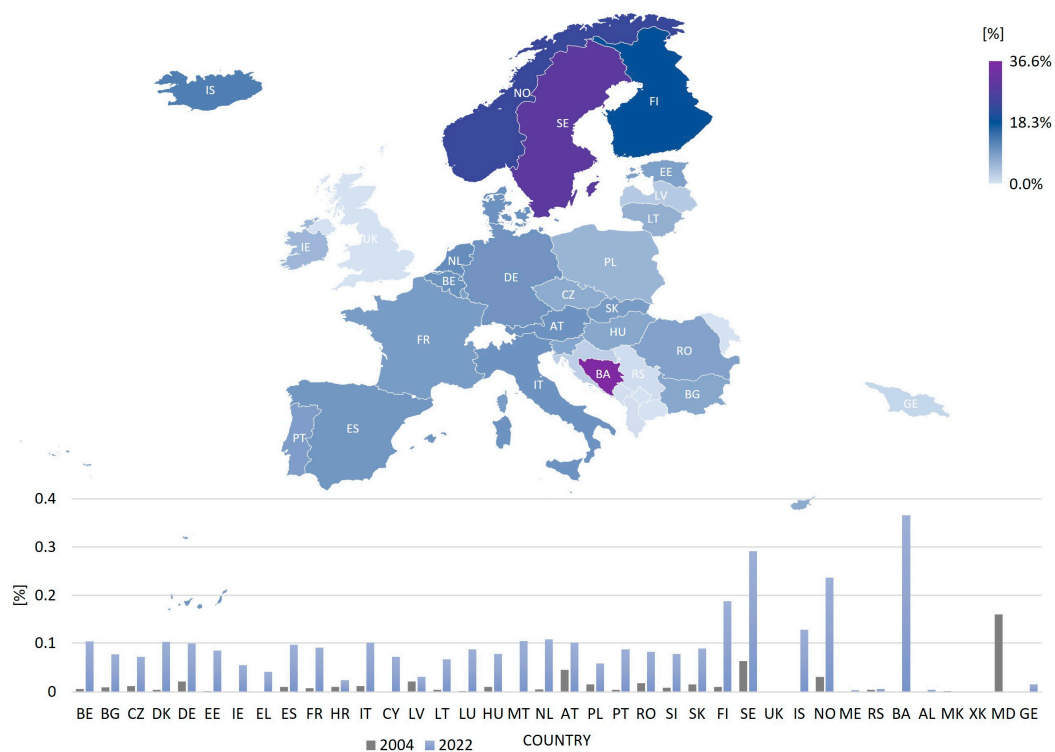 [%]
36.6%
18.3%
0.0%
IS
NO
SE
FI
EE
LV
LT
IE
UK
NL
BE
DE
PL
CZ
SK
AT
HU
FR
RO
BA
RS
BG
IT
GE
PT
ES
0.4
0.3
0.2
0.1
0
[%]
BE BG CZ DK DE EE IE EL ES FR HR IT CY LV LT LU HU MT NL AT PL PT RO SI SK FI SE UK IS NO ME RS BA AL MK XK MD GE
COUNTRY
2004 2022